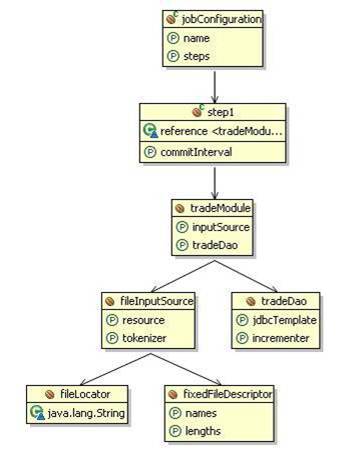 jobConfiguration
name
steps
step1
reference <tradeModu...
commitInterval
tradeModule
inputSource
tradeDao
fileInputSource
resource
tokenizer
tradeDao
jdbcTemplate
incrementer
fileLocator
java.lang.String
fixedFileDescriptor
names
lengths